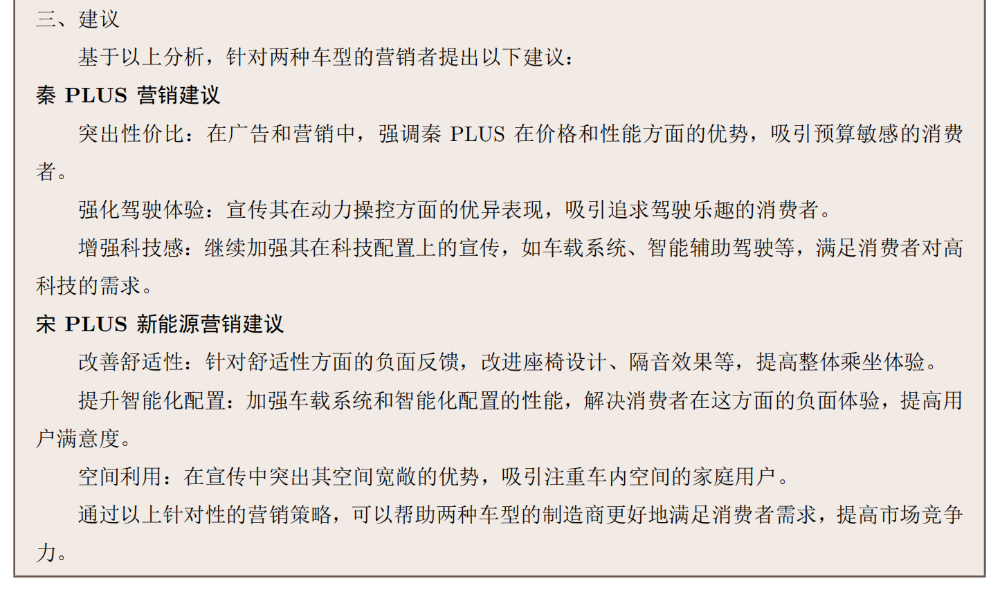 三、建议
基于以上分析，针对两种车型的营销者提出以下建议：
秦 PLUS 营销建议
突出性价比：在广告和营销中，强调秦 PLUS 在价格和性能方面的优势，吸引预算敏感的消费
者。
强化驾驶体验：宣传其在动力操控方面的优异表现，吸引追求驾驶乐趣的消费者。
增强科技感：继续加强其在科技配置上的宣传，如车载系统、智能辅助驾驶等，满足消费者对高
科技的需求。
宋 PLUS 新能源营销建议
改善舒适性：针对舒适性方面的负面反馈，改进座椅设计、隔音效果等，提高整体乘坐体验。
提升智能化配置：加强车载系统和智能化配置的性能，解决消费者在这方面的负面体验，提高用
户满意度。
空间利用：在宣传中突出其空间宽敞的优势，吸引注重车内空间的家庭用户。
通过以上针对性的营销策略，可以帮助两种车型的制造商更好地满足消费者需求，提高市场竞争
力。